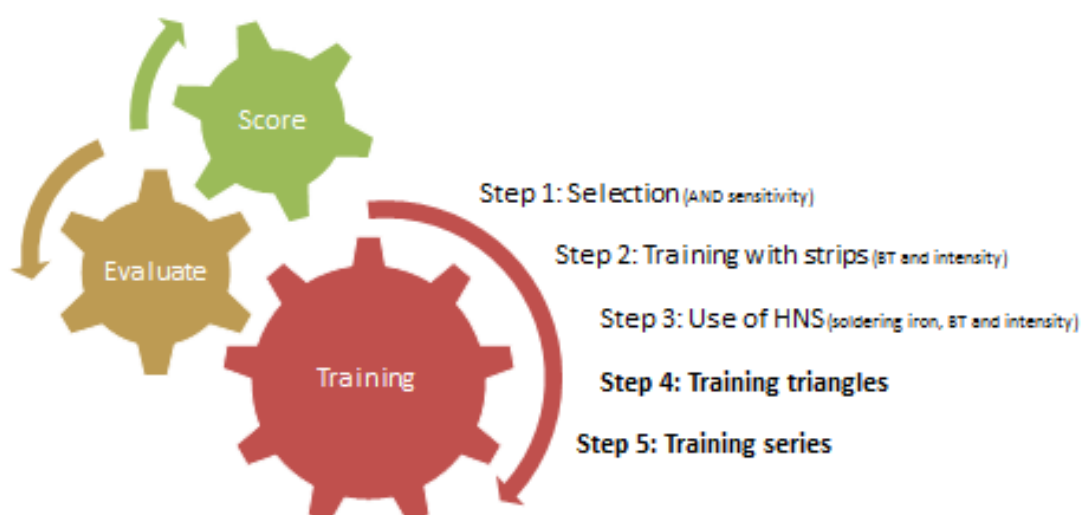 Score
Evaluate
Training
Step 1: Selection (AND sensitivity)
Step 2: Training with strips (BT and intensity)
Step 3: Use of HNS (soldering iron, BT and intensity)
Step 4: Training triangles
Step 5: Training series